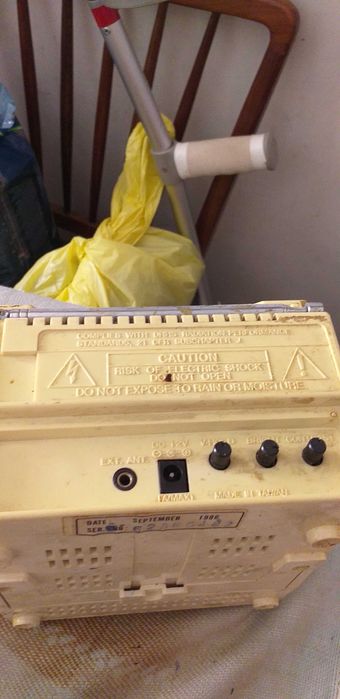 COMPLIES WITH DHHS RADIATION PERFORMANCE
STANDARDS, 21 CFR SUBCHAPTER J
CAUTION
RISK OF ELECTRIC SHOCK
DO NOT OPEN
DO NOT EXPOSE TO RAIN OR MOISTURE
DC 12V
EXT. ANT.
MADE IN TAIWAN
DATE: SEPTEMBER 1986
SER.